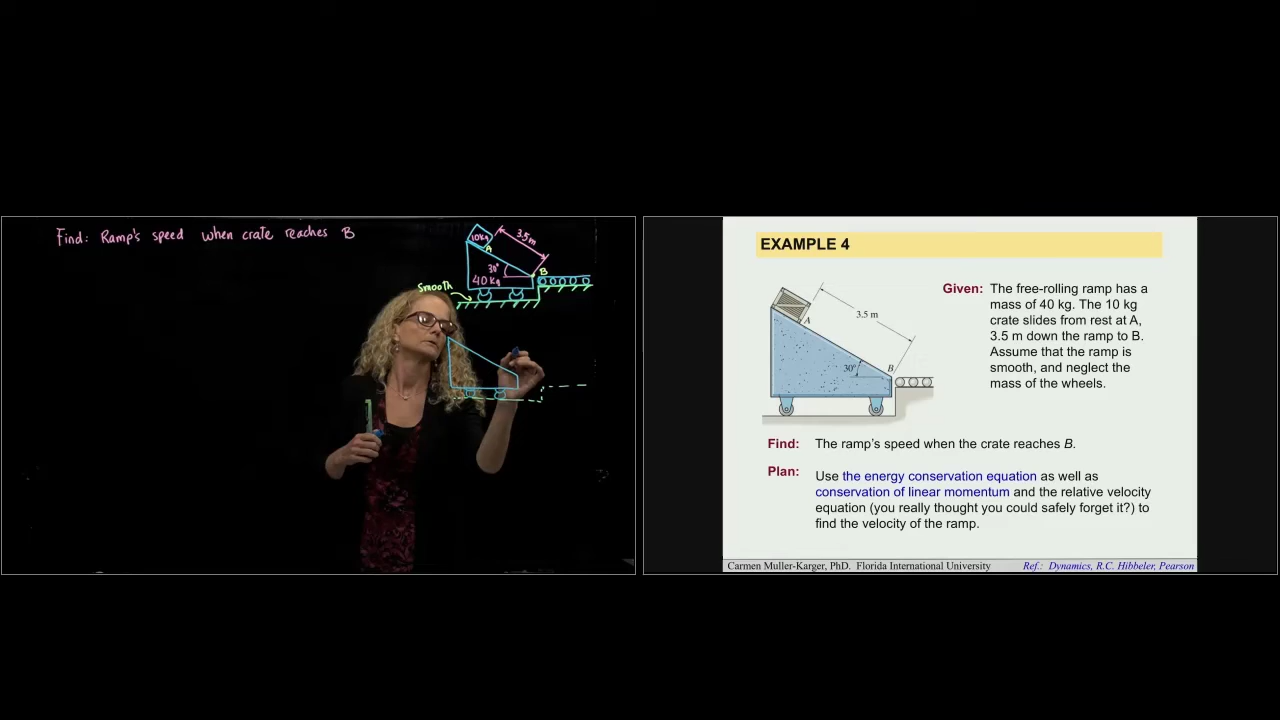 Find: Ramp's speed when crate reaches B
10kg
A
3.5m
30°
B
40 Kg
Smooth
EXAMPLE 4
A
3.5 m
30°
B
Given: The free-rolling ramp has a
mass of 40 kg. The 10 kg
crate slides from rest at A,
3.5 m down the ramp to B.
Assume that the ramp is
smooth, and neglect the
mass of the wheels.
Find: The ramp's speed when the crate reaches B.
Plan: Use the energy conservation equation as well as
conservation of linear momentum and the relative velocity
equation (you really thought you could safely forget it?) to
find the velocity of the ramp.
Carmen Muller-Karger, PhD. Florida International University
Ref.: Dynamics, R.C. Hibbeler, Pearson